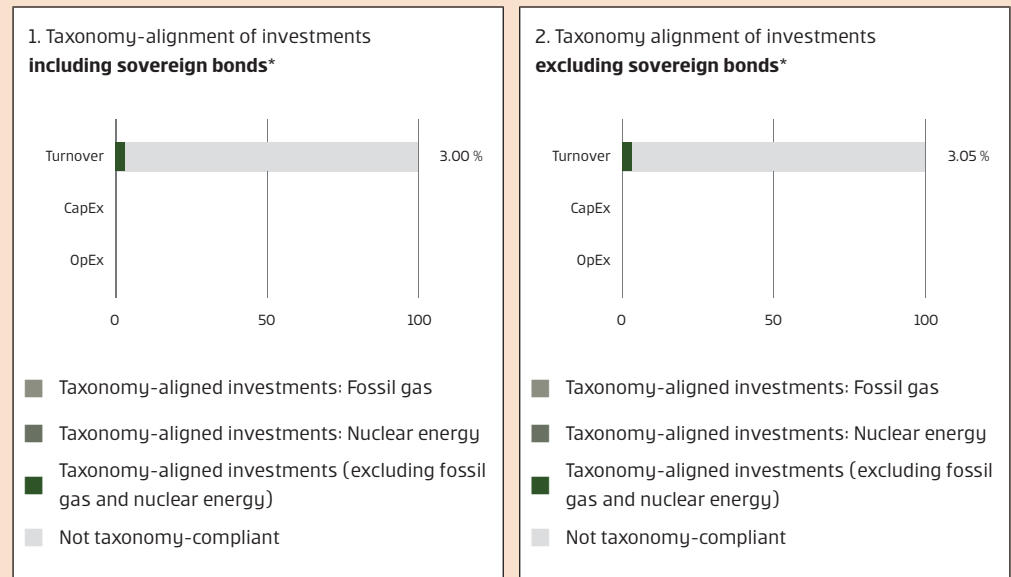 1. Taxonomy-alignment of investments
including sovereign bonds*
Turnover
3.00 %
CapEx
OpEx
0
50
100
Taxonomy-aligned investments: Fossil gas
Taxonomy-aligned investments: Nuclear energy
Taxonomy-aligned investments (excluding fossil
gas and nuclear energy)
Not taxonomy-compliant
2. Taxonomy alignment of investments
excluding sovereign bonds*
Turnover
3.05 %
CapEx
OpEx
0
50
100
Taxonomy-aligned investments: Fossil gas
Taxonomy-aligned investments: Nuclear energy
Taxonomy-aligned investments (excluding fossil
gas and nuclear energy)
Not taxonomy-compliant